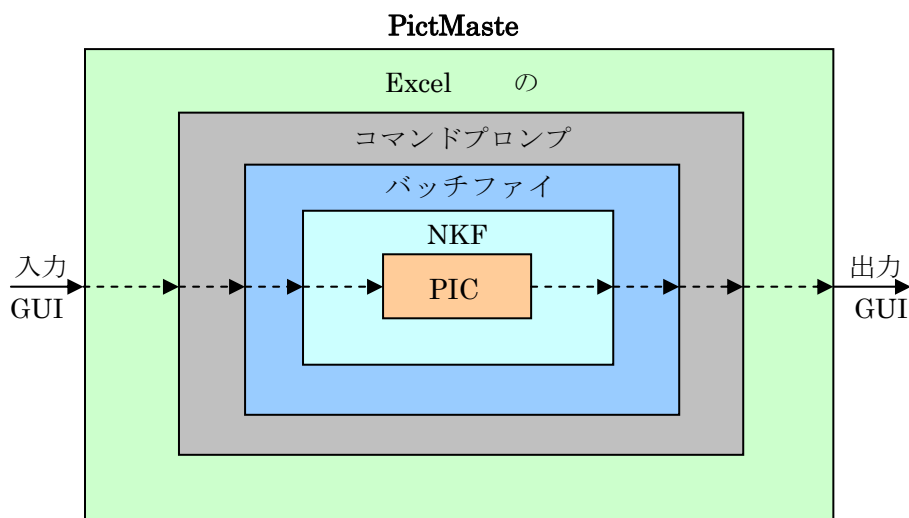 PictMaste
Excel の
コマンドプロンプ
バッチファイ
NKF
PIC
入力
GUI
出力
GUI